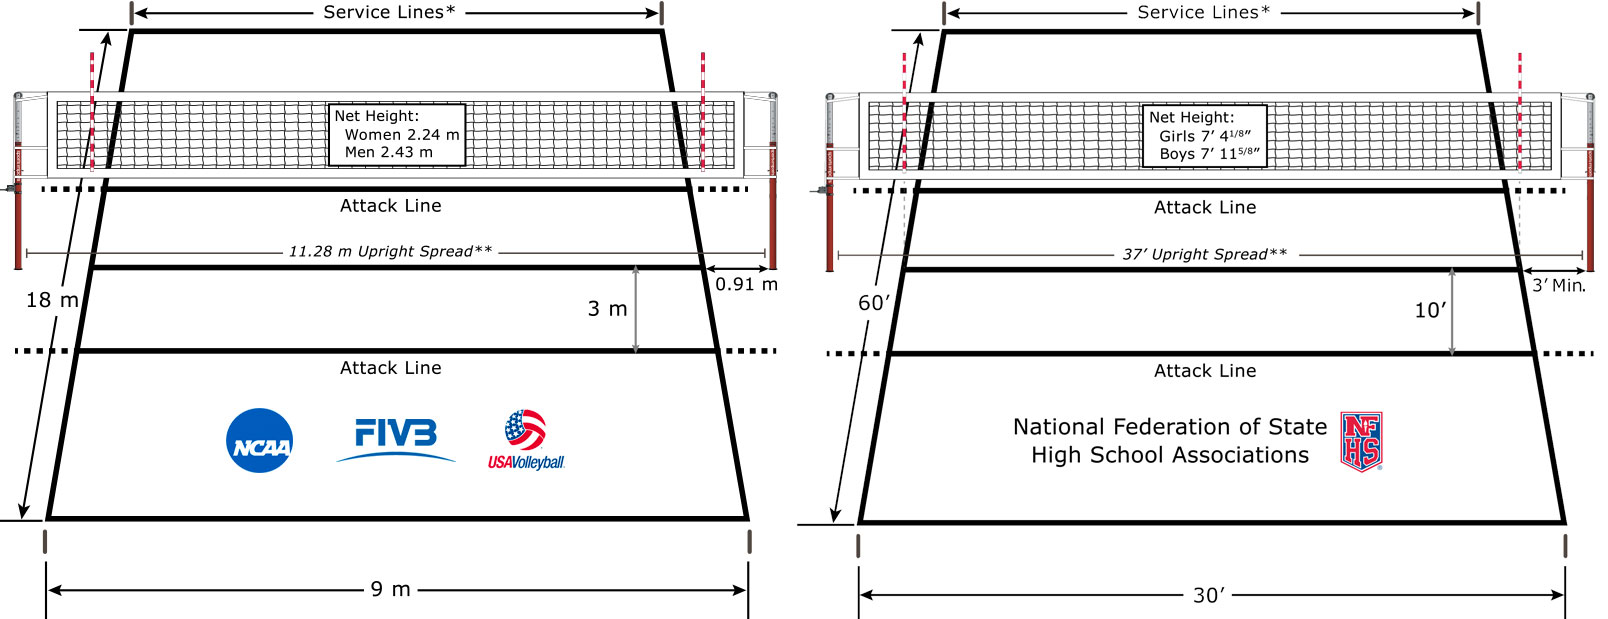 Service Lines*
Net Height:
Women 2.24 m
Men 2.43 m
Attack Line
11.28 m Upright Spread**
0.91 m
18 m
3 m
Attack Line
NCAA
FIVB
USAVolleyball
9 m
Service Lines*
Net Height:
Girls 7′ 4 1/8″
Boys 7′ 11 5/8″
Attack Line
37′ Upright Spread**
3′ Min.
60′
10′
Attack Line
National Federation of State
High School Associations
NF
HS
30′